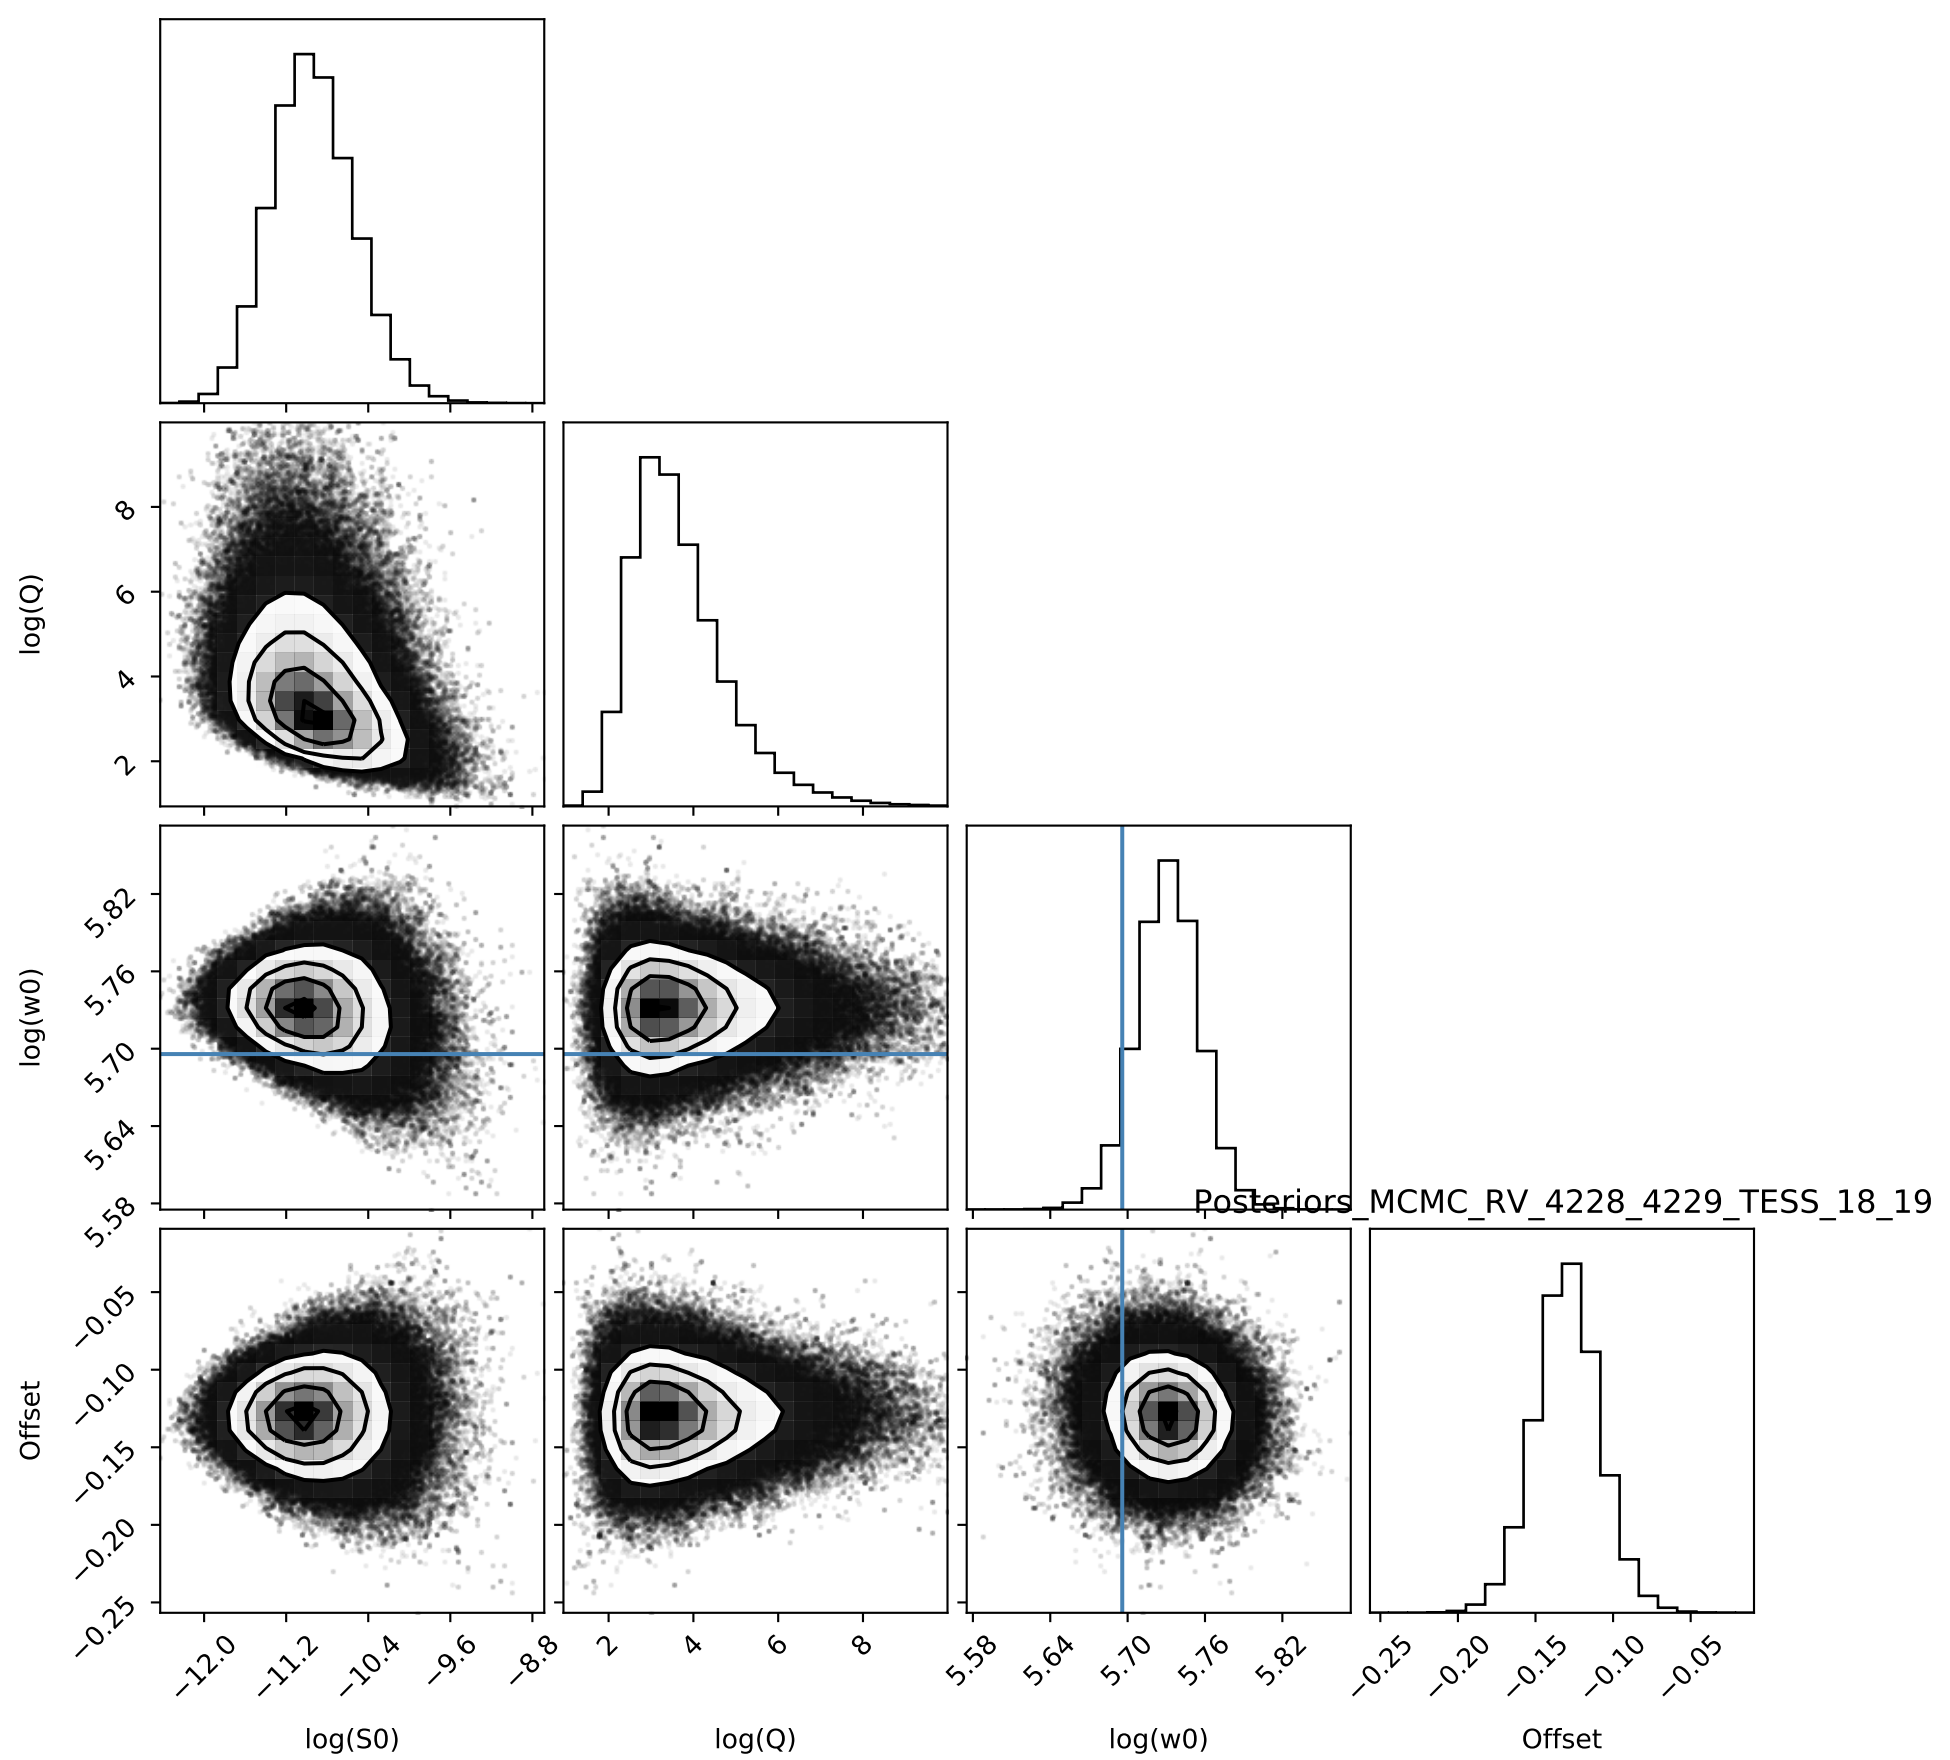 log(Q)
8
6
4
2
log(w0)
5.82
5.76
5.70
5.64
5.58
Posteriors_MCMC_RV_4228_4229_TESS_18_19
Offset
−0.05
−0.10
−0.15
−0.20
−0.25
−12.0 −11.2 −10.4 −9.6 −8.8 2 4 6 8 5.58 5.64 5.70 5.76 5.82 −0.25 −0.20 −0.15 −0.10 −0.05
log(S0) log(Q) log(w0) Offset